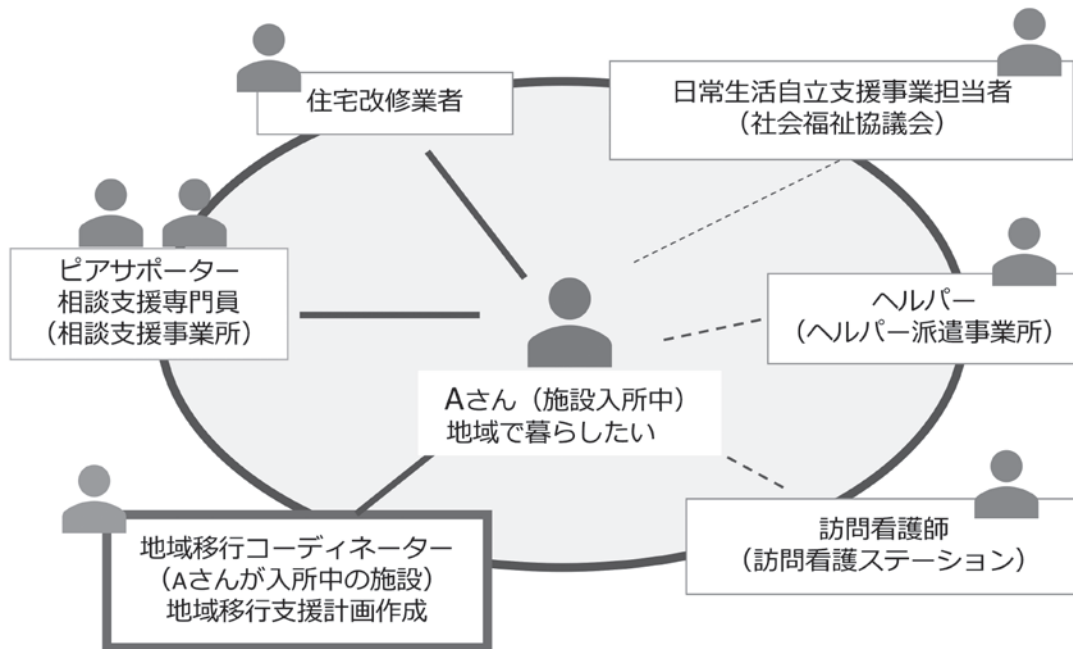 住宅改修業者
日常生活自立支援事業担当者
（社会福祉協議会）
ピアサポーター
相談支援専門員
（相談支援事業所）
ヘルパー
（ヘルパー派遣事業所）
Aさん（施設入所中）
地域で暮らしたい
地域移行コーディネーター
（Aさんが入所中の施設）
地域移行支援計画作成
訪問看護師
（訪問看護ステーション）